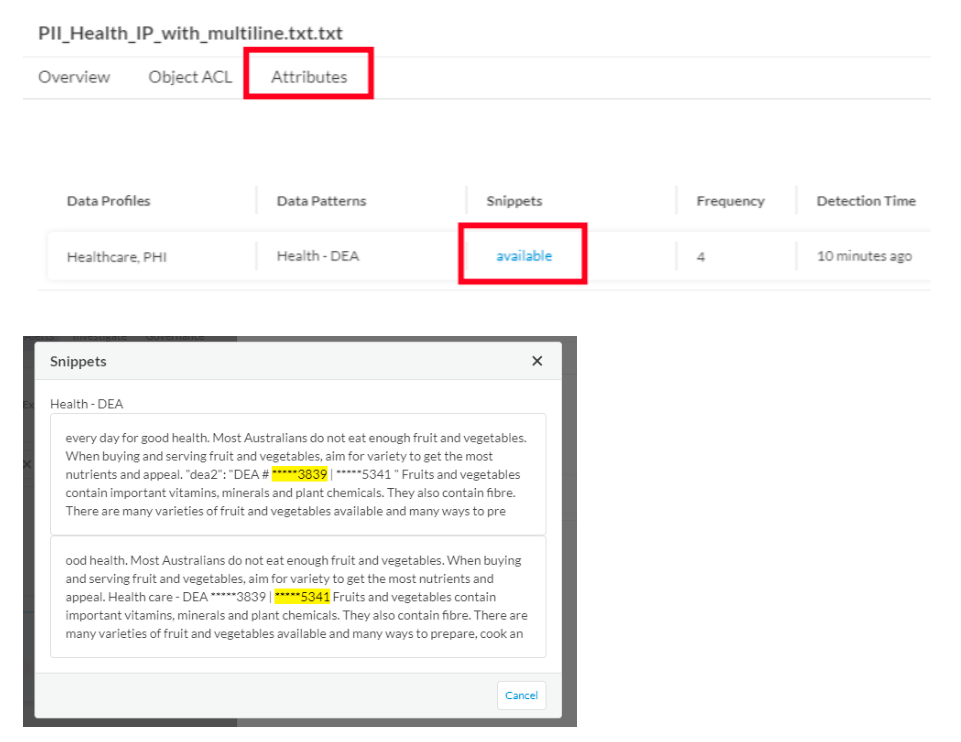 PII_Health_IP_with_multiline.txt.txt
Overview Object ACL Attributes
Data Profiles Data Patterns Snippets Frequency Detection Time
Healthcare, PHI Health - DEA available 4 10 minutes ago
Investigate Governance
Snippets ×
Health - DEA
every day for good health. Most Australians do not eat enough fruit and vegetables.
When buying and serving fruit and vegetables, aim for variety to get the most
nutrients and appeal. "dea2": "DEA # *****3839 | *****5341 " Fruits and vegetables
contain important vitamins, minerals and plant chemicals. They also contain fibre.
There are many varieties of fruit and vegetables available and many ways to pre
ood health. Most Australians do not eat enough fruit and vegetables. When buying
and serving fruit and vegetables, aim for variety to get the most nutrients and
appeal. Health care - DEA *****3839 | *****5341 Fruits and vegetables contain
important vitamins, minerals and plant chemicals. They also contain fibre. There are
many varieties of fruit and vegetables available and many ways to prepare, cook an
Cancel